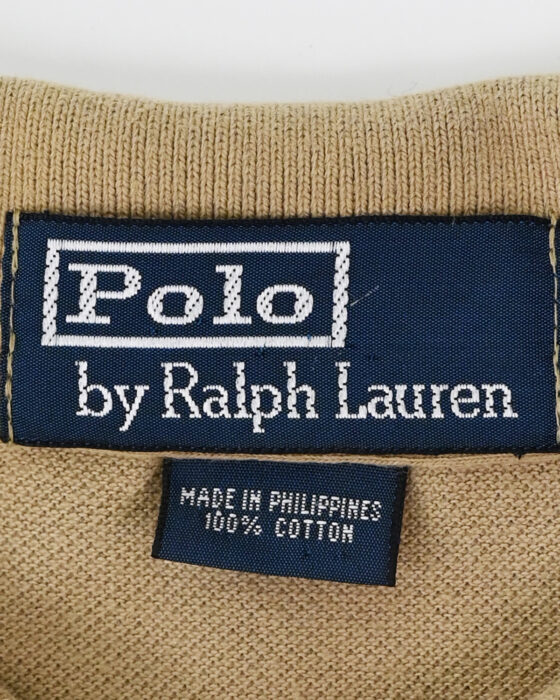 Polo
by Ralph Lauren
MADE IN PHILIPPINES
100% COTTON